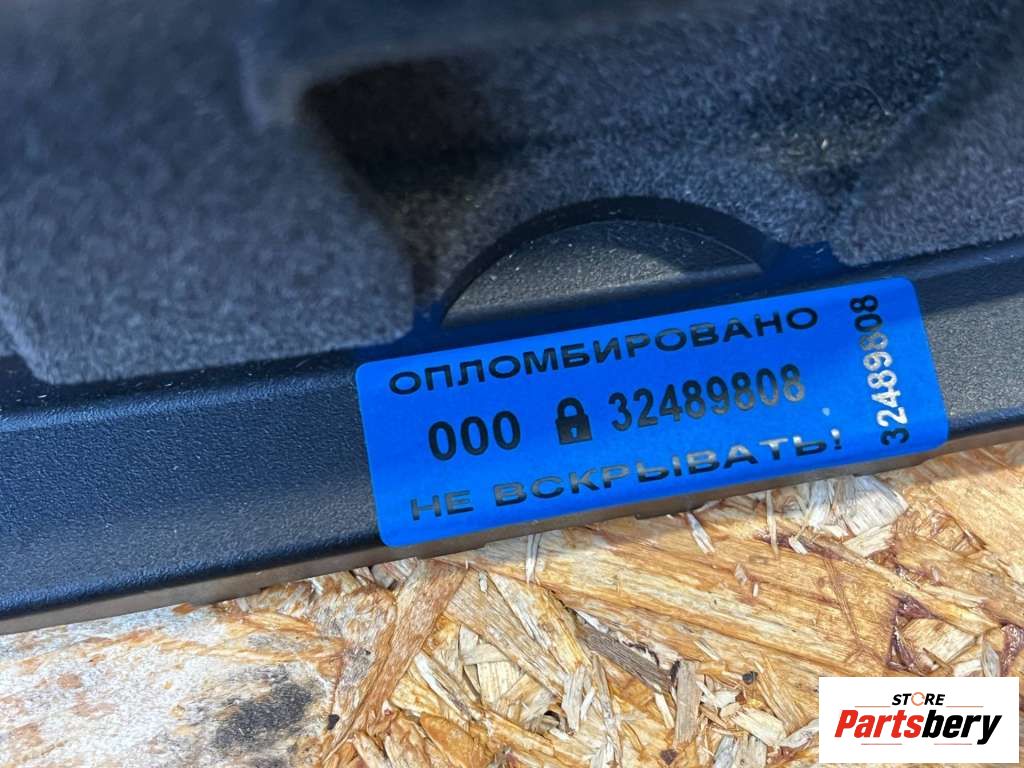 ОПЛОМБИРОВАНО
000 32489808
НЕ ВСКРЫВАТЬ!
32489808
STORE
Partsbery